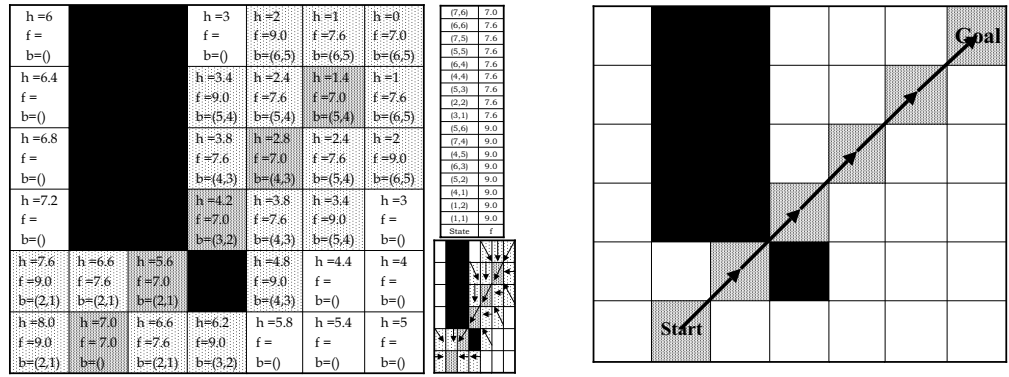 h =6 h =3 h =2 h =1 h =0
f = f = f =9.0 f =7.6 f =7.0
b=() b=() b=(6,5) b=(6,5) b=(6,5)
h =6.4 h =3.4 h =2.4 h =1.4 h =1
f = f =9.0 f =7.6 f =7.0 f =7.6
b=() b=(5,4) b=(5,4) b=(5,4) b=(6,5)
h =6.8 h =3.8 h =2.8 h =2.4 h =2
f = f =7.6 f =7.0 f =7.6 f =9.0
b=() b=(4,3) b=(4,3) b=(5,4) b=(6,5)
h =7.2 h =4.2 h =3.8 h =3.4 h =3
f = f =7.0 f =7.6 f =9.0 f =
b=() b=(3,2) b=(4,3) b=(5,4) b=()
h =7.6 h =6.6 h =5.6 h =4.8 h =4.4 h =4
f =9.0 f =7.6 f =7.0 f =9.0 f = f =
b=(2,1) b=(2,1) b=(2,1) b=(4,3) b=() b=()
h =8.0 h =7.0 h =6.6 h =6.2 h =5.8 h =5.4 h =5
f =9.0 f = 7.0 f =7.6 f =9.0 f = f = f =
b=(2,1) b=() b=(2,1) b=(3,2) b=() b=() b=()
(7,6) 7.0
(6,6) 7.6
(7,5) 7.6
(5,5) 7.6
(6,4) 7.6
(4,4) 7.6
(5,3) 7.6
(2,2) 7.6
(3,1) 7.6
(5,6) 9.0
(7,4) 9.0
(4,5) 9.0
(6,3) 9.0
(5,2) 9.0
(4,1) 9.0
(1,2) 9.0
(1,1) 9.0
State f
Goal
Start